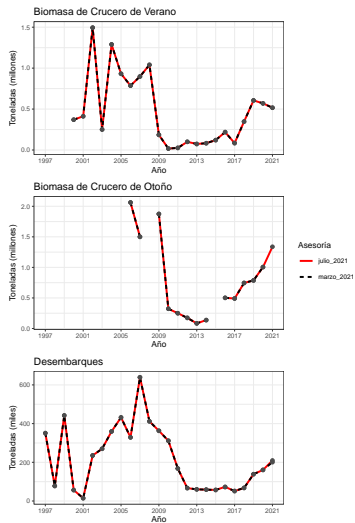 Biomasa de Crucero de Verano
Toneladas (millones)
1.5
1.0
0.5
0.0
1997 2001 2005 2009 2013 2017 2021
Año
Biomasa de Crucero de Otoño
Toneladas (millones)
2.0
1.5
1.0
0.5
0.0
1997 2001 2005 2009 2013 2017 2021
Año
Asesoría
julio_2021
marzo_2021
Desembarques
Toneladas (miles)
600
400
200
0
1997 2001 2005 2009 2013 2017 2021
Año